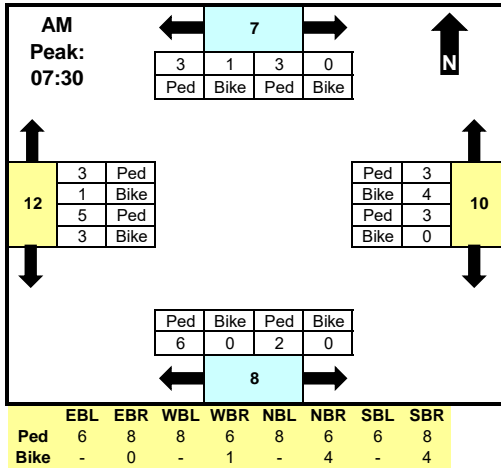 AM
Peak:
07:30
7
3 1 3 0
Ped Bike Ped Bike
N
12
3 Ped
1 Bike
5 Ped
3 Bike
Ped 3
Bike 4
Ped 3
Bike 0
10
Ped Bike Ped Bike
6 0 2 0
8
EBL EBR WBL WBR NBL NBR SBL SBR
Ped 6 8 8 6 8 6 6 8
Bike - 0 - 1 - 4 - 4